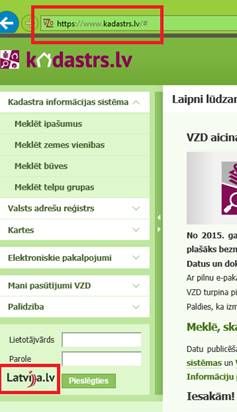 https://www.kadastrs.lv/#
kadastrs.lv
Kadastra informācijas sistēma
Meklēt īpašumus
Meklēt zemes vienības
Meklēt būves
Meklēt telpu grupas
Valsts adrešu reģistrs
Kartes
Elektroniskie pakalpojumi
Mani pasūtījumi VZD
Palīdzība
Lietotājvārds
Parole
Latvija.lv Pieslēgties
Laipni lūdzam
VZD aicina
No 2015. ga
plašāks bezm
Datus un dok
Ar pilnu e-paka
VZD turpina pi
Paldies, ka izm
Meklē, ska
Datu publicēša
sistēmas un V
Informāciju p
Iesakām!